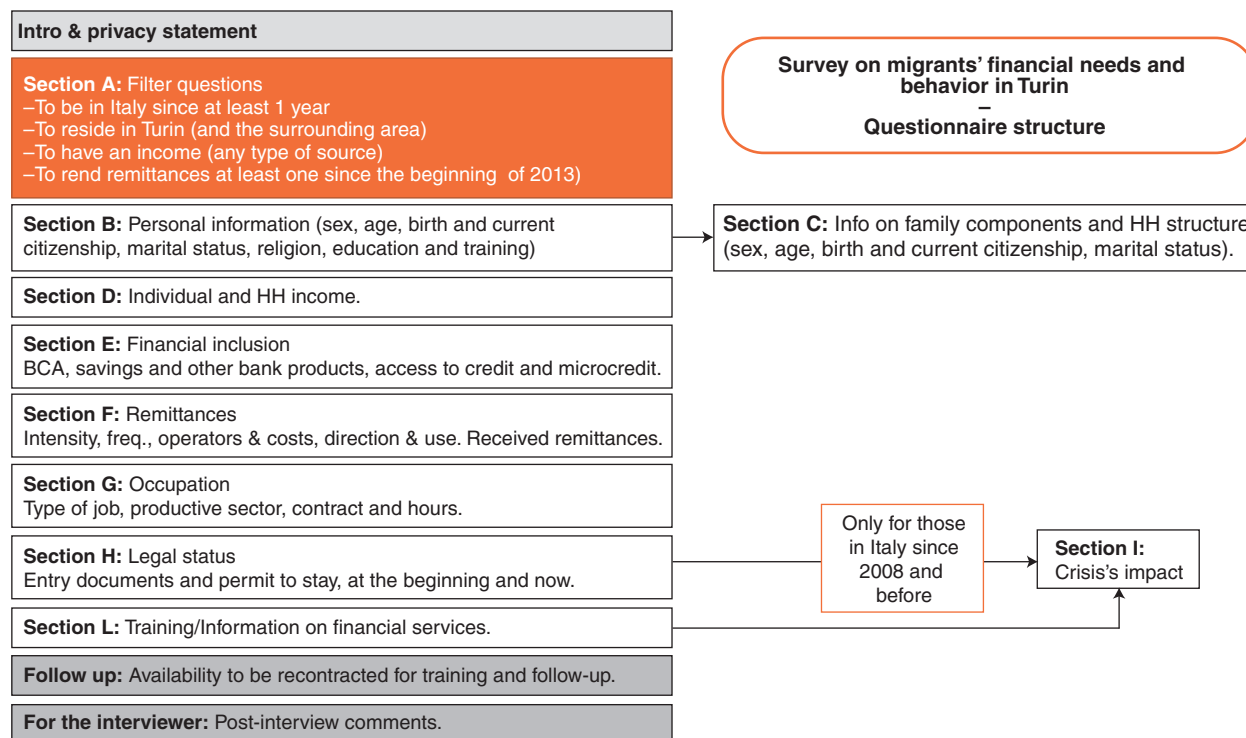 Intro & privacy statement
Section A: Filter questions
–To be in Italy since at least 1 year
–To reside in Turin (and the surrounding area)
–To have an income (any type of source)
–To rend remittances at least one since the beginning of 2013)
Survey on migrants' financial needs and
behavior in Turin
–
Questionnaire structure
Section B: Personal information (sex, age, birth and current
citizenship, marital status, religion, education and training)
Section C: Info on family components and HH structure
(sex, age, birth and current citizenship, marital status).
Section D: Individual and HH income.
Section E: Financial inclusion
BCA, savings and other bank products, access to credit and microcredit.
Section F: Remittances
Intensity, freq., operators & costs, direction & use. Received remittances.
Section G: Occupation
Type of job, productive sector, contract and hours.
Section H: Legal status
Entry documents and permit to stay, at the beginning and now.
Only for those
in Italy since
2008 and
before
Section I:
Crisis's impact
Section L: Training/Information on financial services.
Follow up: Availability to be recontracted for training and follow-up.
For the interviewer: Post-interview comments.